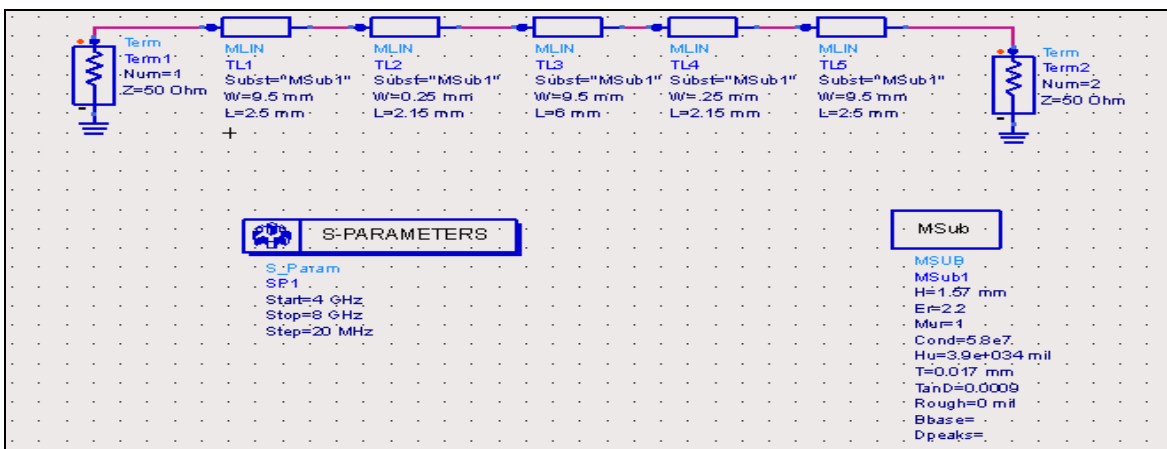 Term
Term1
Num=1
Z=50 Ohm
MLIN
TL1
Subst="MSub1"
W=9.5 mm
L=2.5 mm
MLIN
TL2
Subst="MSub1"
W=0.25 mm
L=2.15 mm
MLIN
TL3
Subst="MSub1"
W=9.5 mm
L=6 mm
MLIN
TL4
Subst="MSub1"
W=.25 mm
L=2.15 mm
MLIN
TL5
Subst="MSub1"
W=9.5 mm
L=2.5 mm
Term
Term2
Num=2
Z=50 Ohm
S-PARAMETERS
S_Param
SP1
Start=4 GHz
Stop=8 GHz
Step=20 MHz
MSub
MSUB
MSub1
H=1.57 mm
Er=2.2
Mur=1
Cond=5.8e7
Hu=3.9e+034 mil
T=0.017 mm
TanD=0.0009
Rough=0 mil
Bbase=
Dpeaks=